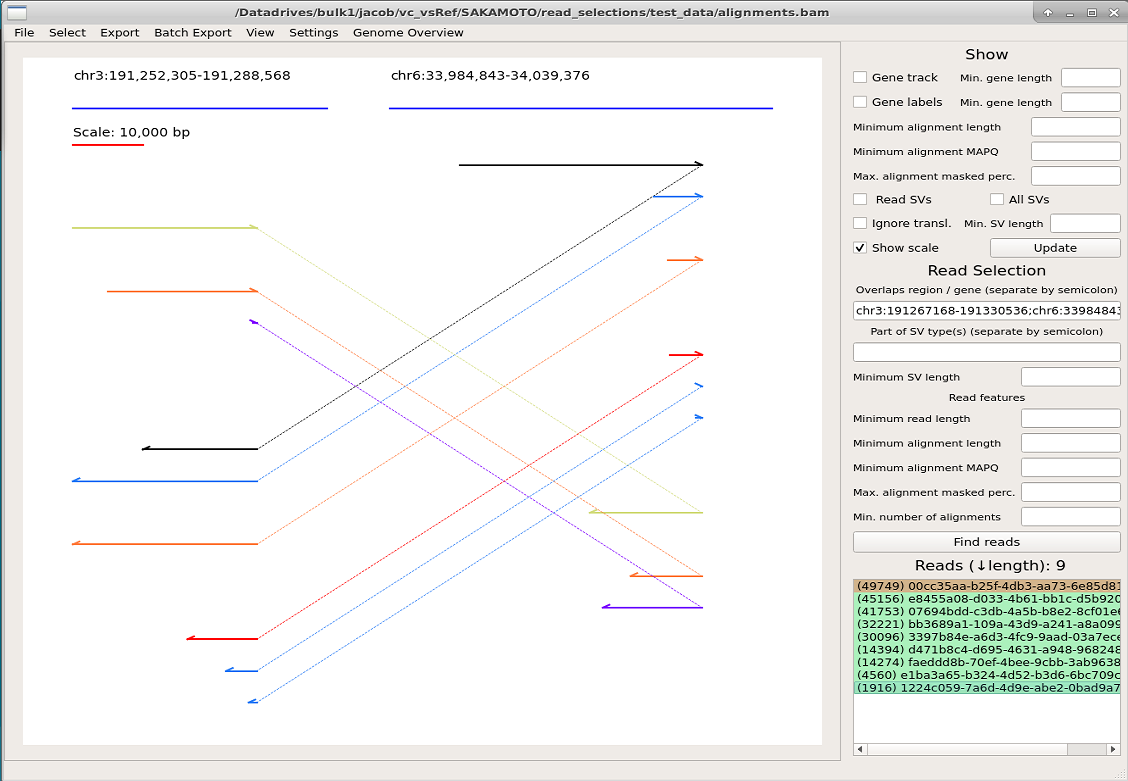 /Datadrives/bulk1/jacob/vc_vsRef/SAKAMOTO/read_selections/test_data/alignments.bam
File Select Export Batch Export View Settings Genome Overview
chr3:191,252,305-191,288,568 chr6:33,984,843-34,039,376
Scale: 10,000 bp
Show
Gene track Min. gene length
Gene labels Min. gene length
Minimum alignment length
Minimum alignment MAPQ
Max. alignment masked perc.
Read SVs All SVs
Ignore transl. Min. SV length
Show scale Update
Read Selection
Overlaps region / gene (separate by semicolon)
chr3:191267168-191330536;chr6:33984843
Part of SV type(s) (separate by semicolon)
Minimum SV length
Read features
Minimum read length
Minimum alignment length
Minimum alignment MAPQ
Max. alignment masked perc.
Min. number of alignments
Find reads
Reads (↓length): 9
(49749) 00cc35aa-b25f-4db3-aa73-6e85d81
(45156) e8455a08-d033-4b61-bb1c-d5b920
(41753) 07694bdd-c3db-4a5b-b8e2-8cf01e
(32221) bb3689a1-109a-43d9-a241-a8a099
(30096) 3397b84e-a6d3-4fc9-9aad-03a7ece
(14394) d471b8c4-d695-4631-a948-968248
(14274) faeddd8b-70ef-4bee-9cbb-3ab9638
(4560) e1ba3a65-b324-4d52-b3d6-6bc709c
(1916) 1224c059-7a6d-4d9e-abe2-0bad9a7